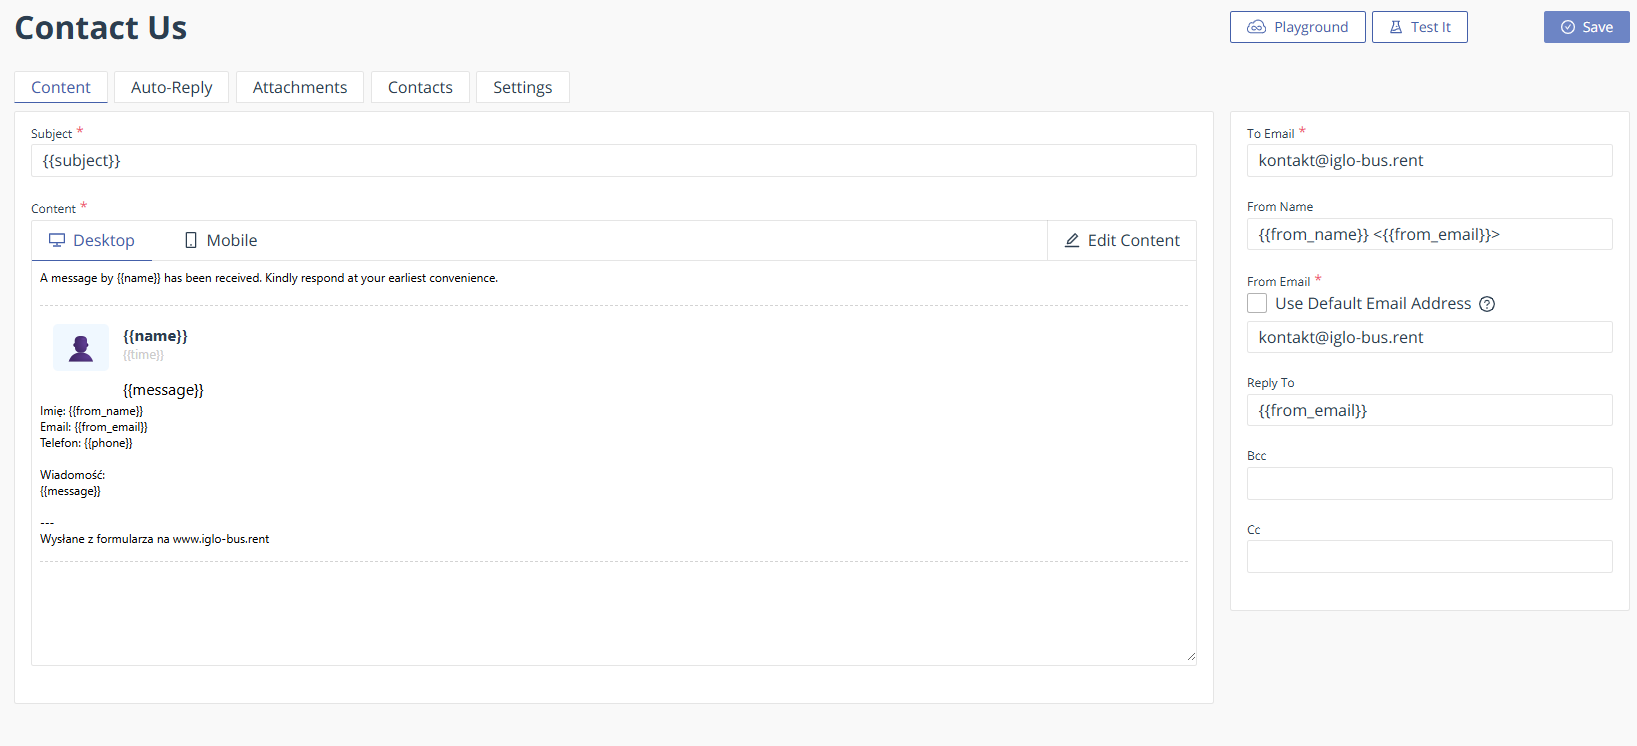 Contact Us
Playground
Test It
Save
Content
Auto-Reply
Attachments
Contacts
Settings
Subject *
{{subject}}
Content *
Desktop
Mobile
Edit Content
A message by {{name}} has been received. Kindly respond at your earliest convenience.
{{name}}
{{time}}
{{message}}
Imię: {{from_name}}
Email: {{from_email}}
Telefon: {{phone}}
Wiadomość:
{{message}}
---
Wysłane z formularza na www.iglo-bus.rent
To Email *
kontakt@iglo-bus.rent
From Name
{{from_name}} <{{from_email}}>
From Email *
Use Default Email Address ?
kontakt@iglo-bus.rent
Reply To
{{from_email}}
Bcc
Cc